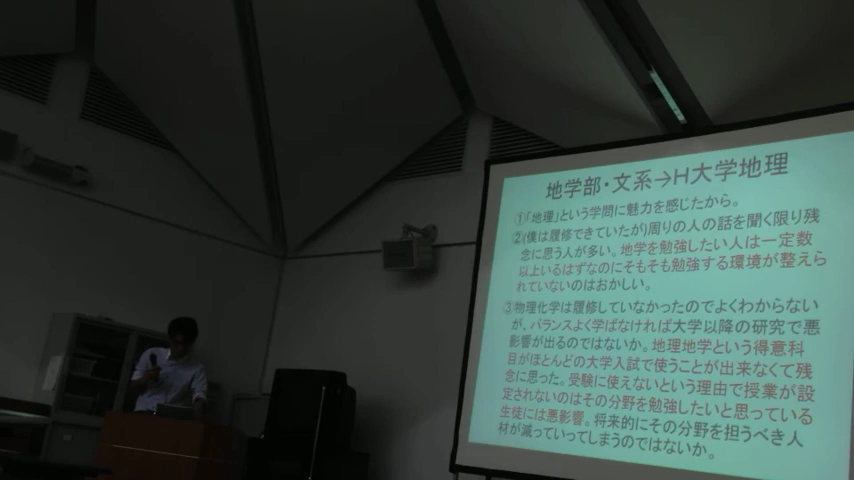 地学部・文系→H大学地理
①「地理」という学問に魅力を感じたから。
②(僕は履修できていたが)周りの人の話を聞く限り残
念に思う人が多い。地学を勉強したい人は一定数
以上いるはずなのにそもそも勉強する環境が整えら
れていないのはおかしい。
③物理化学は履修していなかったのでよくわからない
が、バランスよく学ばなければ大学以降の研究で悪
影響が出るのではないか。地理地学という得意科
目がほとんどの大学入試で使うことが出来なくて残
念に思った。受験に使えないという理由で授業が設
定されないのはその分野を勉強したいと思っている
生徒には悪影響。将来的にその分野を担うべき人
材が減っていってしまうのではないか。